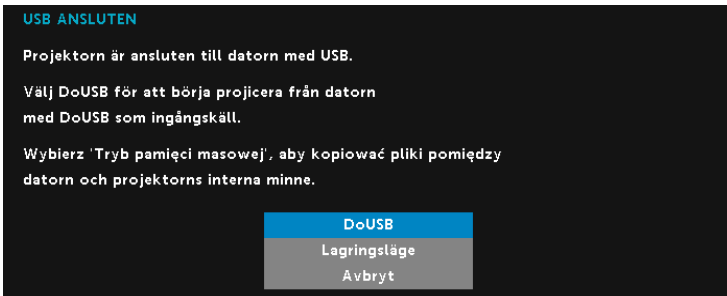 USB ANSLUTEN
Projektorn är ansluten till datorn med USB.
Välj DoUSB för att börja projicera från datorn
med DoUSB som ingångskäll.
Wybierz 'Tryb pamięci masowej', aby kopiować pliki pomiędzy
datorn och projektorns interna minne.
DoUSB
Lagringsläge
Avbryt